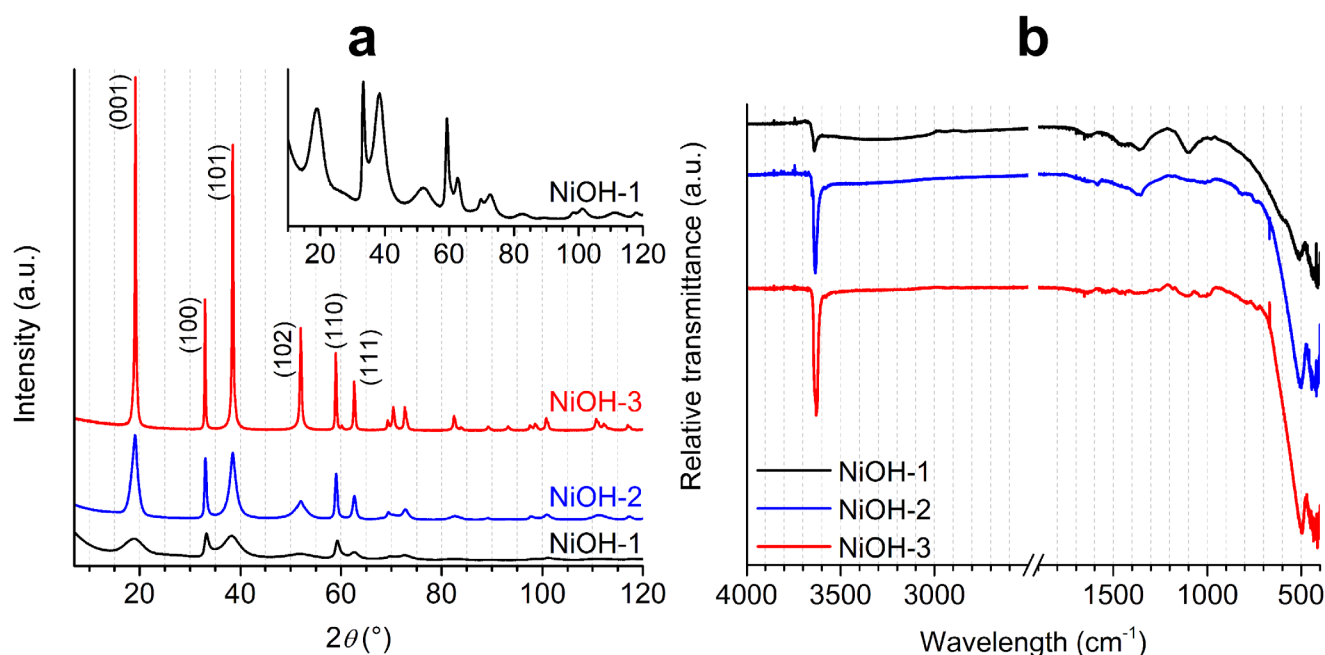 a
(001)
(100)
(101)
(102)
(110)
(111)
NiOH-1
20 40 60 80 100 120
NiOH-3
NiOH-2
NiOH-1
20 40 60 80 100 120
2θ (°)
Intensity (a.u.)
b
Relative transmittance (a.u.)
NiOH-1
NiOH-2
NiOH-3
4000 3500 3000 1500 1000 500
Wavelength (cm⁻¹)